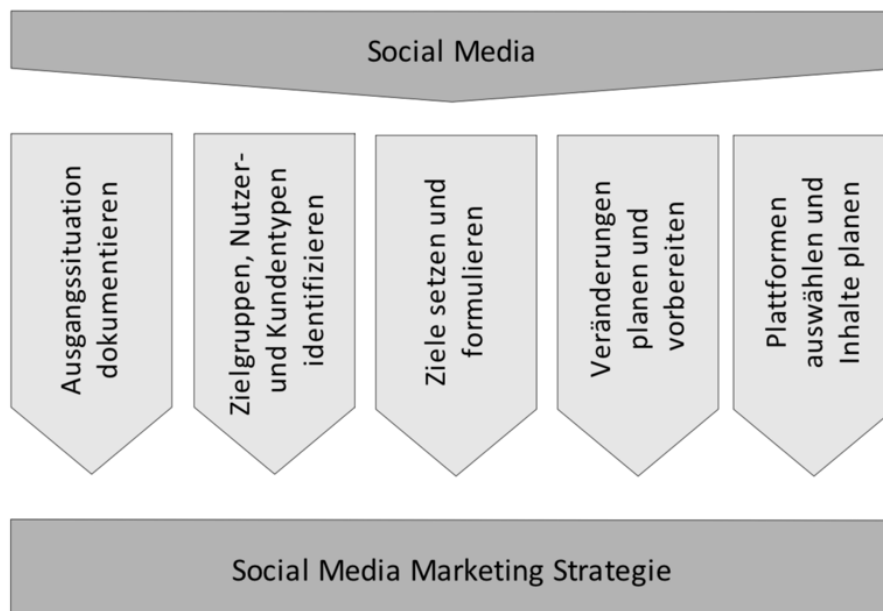 Social Media
Ausgangssituation
dokumentieren
Zielgruppen, Nutzer-
und Kundentypen
identifizieren
Ziele setzen und
formulieren
Veränderungen
planen und
vorbereiten
Plattformen
auswählen und
Inhalte planen
Social Media Marketing Strategie